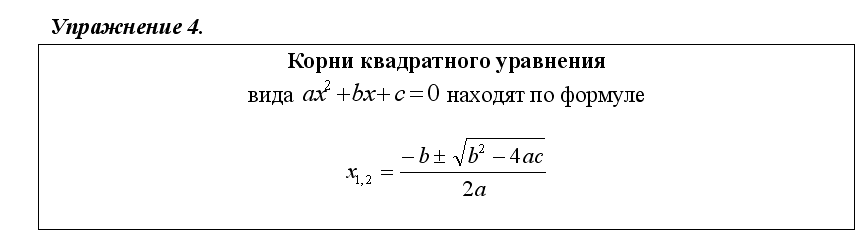 Упражнение 4.
Корни квадратного уравнения
вида ax² +bx+c=0 находят по формуле
x₁,₂ = (−b ± √(b² − 4ac)) / 2a